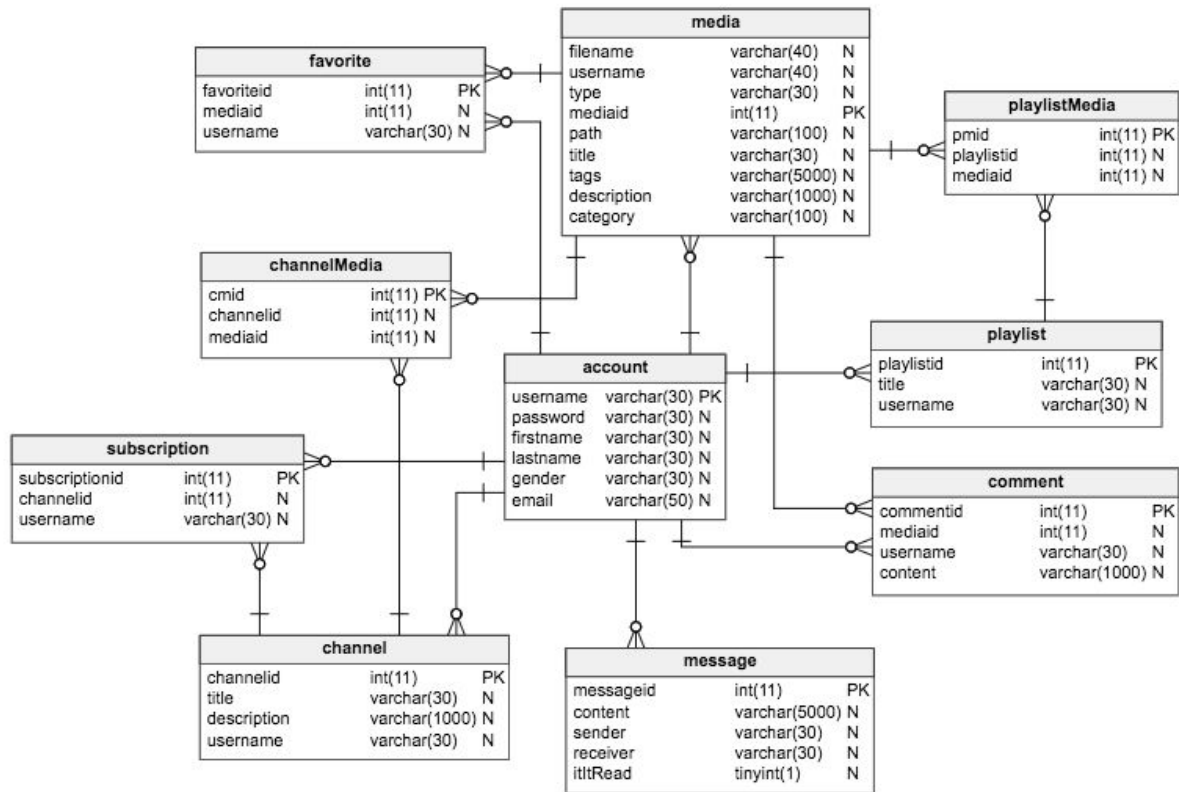 media
filename varchar(40) N
username varchar(40) N
type varchar(30) N
mediaid int(11) PK
path varchar(100) N
title varchar(30) N
tags varchar(5000) N
description varchar(1000) N
category varchar(100) N
favorite
favoriteid int(11) PK
mediaid int(11) N
username varchar(30) N
playlistMedia
pmid int(11) PK
playlistid int(11) N
mediaid int(11) N
channelMedia
cmid int(11) PK
channelid int(11) N
mediaid int(11) N
account
username varchar(30) PK
password varchar(30) N
firstname varchar(30) N
lastname varchar(30) N
gender varchar(30) N
email varchar(50) N
playlist
playlistid int(11) PK
title varchar(30) N
username varchar(30) N
subscription
subscriptionid int(11) PK
channelid int(11) N
username varchar(30) N
comment
commentid int(11) PK
mediaid int(11) N
username varchar(30) N
content varchar(1000) N
channel
channelid int(11) PK
title varchar(30) N
description varchar(1000) N
username varchar(30) N
message
messageid int(11) PK
content varchar(5000) N
sender varchar(30) N
receiver varchar(30) N
itItRead tinyint(1) N